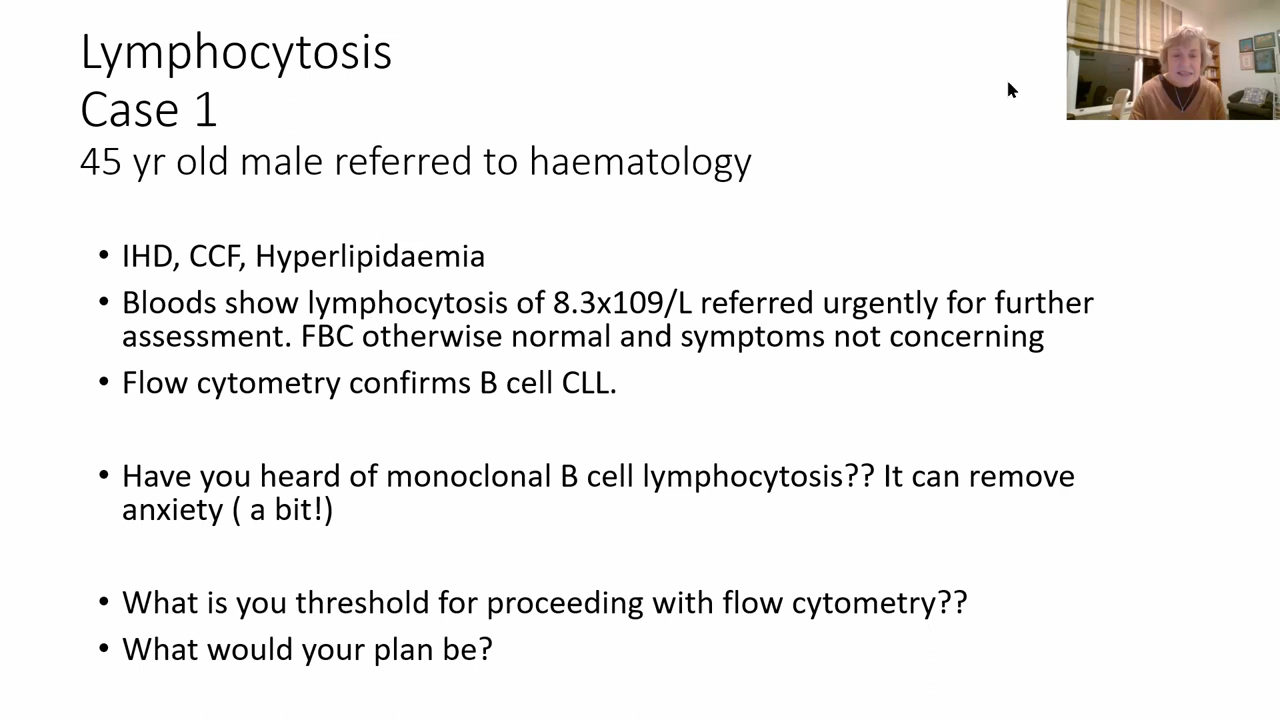 Lymphocytosis
Case 1
45 yr old male referred to haematology
• IHD, CCF, Hyperlipidaemia
• Bloods show lymphocytosis of 8.3x109/L referred urgently for further
assessment. FBC otherwise normal and symptoms not concerning
• Flow cytometry confirms B cell CLL.
• Have you heard of monoclonal B cell lymphocytosis?? It can remove
anxiety ( a bit!)
• What is you threshold for proceeding with flow cytometry??
• What would your plan be?